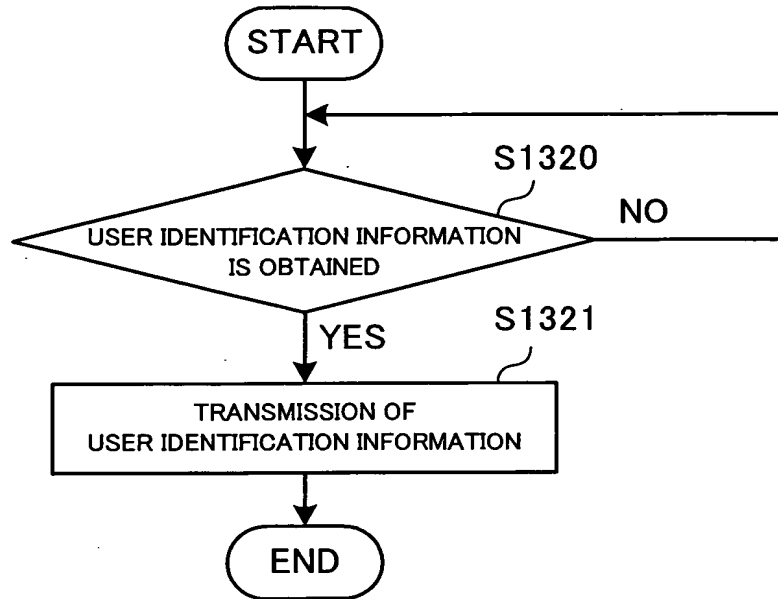 START
S1320
USER IDENTIFICATION INFORMATION
IS OBTAINED
NO
YES
S1321
TRANSMISSION OF
USER IDENTIFICATION INFORMATION
END